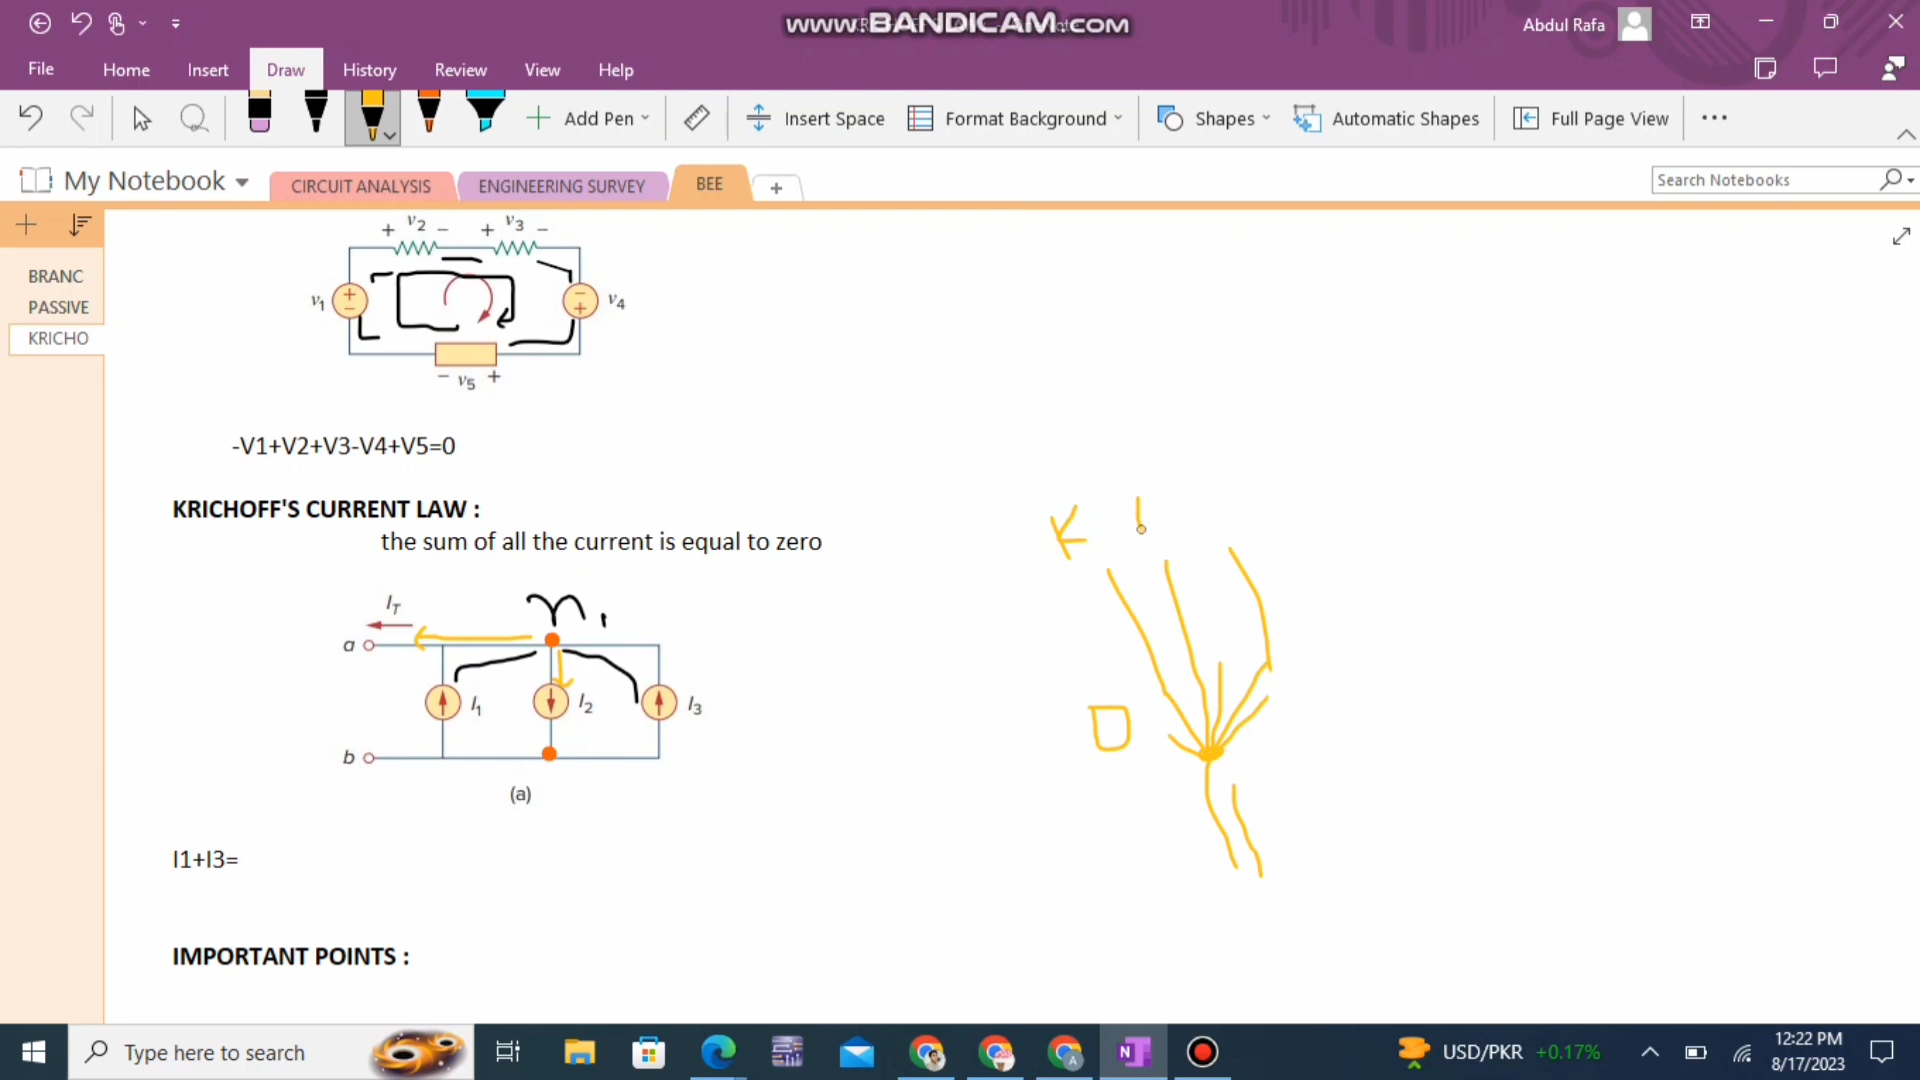 www.BANDICAM.com
Abdul Rafa
File Home Insert Draw History Review View Help
Add Pen Insert Space Format Background Shapes Automatic Shapes Full Page View
My Notebook CIRCUIT ANALYSIS ENGINEERING SURVEY BEE
Search Notebooks
BRANC
PASSIVE
KRICHO
+ v2 − + v3 −
v1 + − − + v4
− v5 +
-V1+V2+V3-V4+V5=0
KRICHOFF'S CURRENT LAW :
the sum of all the current is equal to zero
K
IT
a
I1 I2 I3
b
(a)
I1+I3=
IMPORTANT POINTS :
Type here to search
USD/PKR +0.17%
12:22 PM
8/17/2023